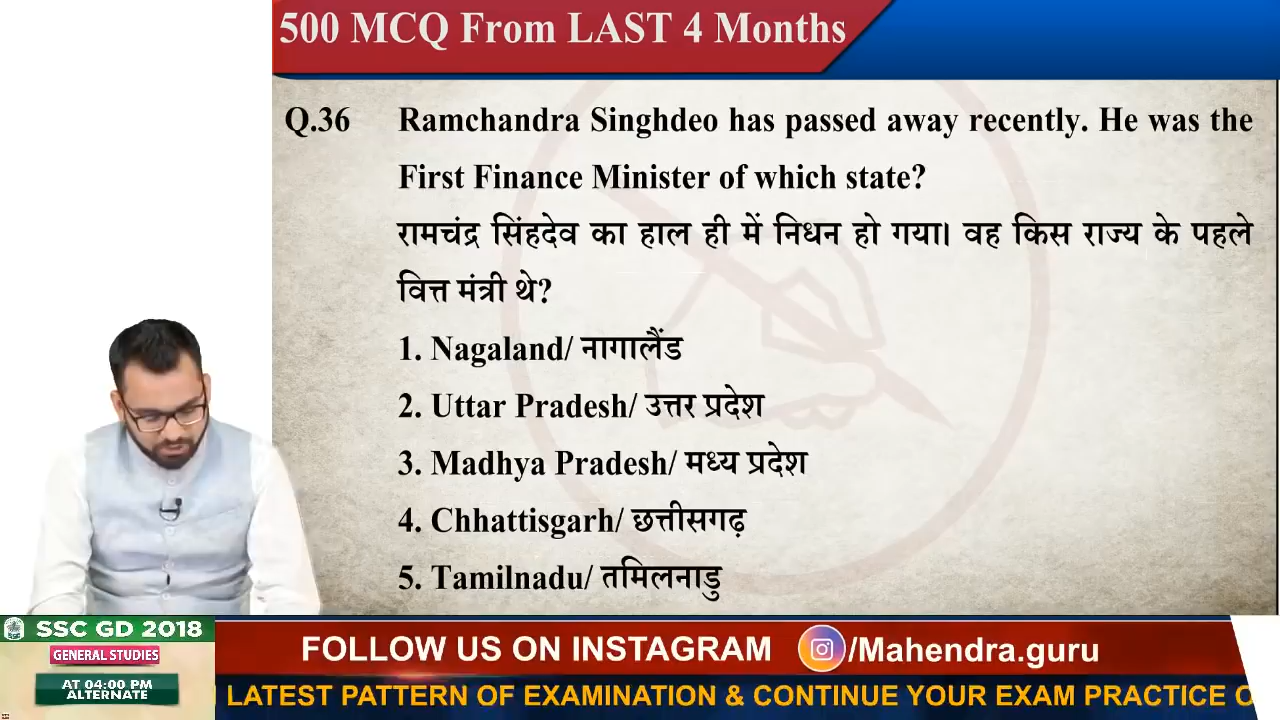 500 MCQ From LAST 4 Months
Q.36 Ramchandra Singhdeo has passed away recently. He was the
First Finance Minister of which state?
रामचंद्र सिंहदेव का हाल ही में निधन हो गया। वह किस राज्य के पहले
वित्त मंत्री थे?
1. Nagaland/ नागालैंड
2. Uttar Pradesh/ उत्तर प्रदेश
3. Madhya Pradesh/ मध्य प्रदेश
4. Chhattisgarh/ छत्तीसगढ़
5. Tamilnadu/ तमिलनाडु
SSC GD 2018
GENERAL STUDIES
AT 04:00 PM
ALTERNATE
FOLLOW US ON INSTAGRAM /Mahendra.guru
LATEST PATTERN OF EXAMINATION & CONTINUE YOUR EXAM PRACTICE